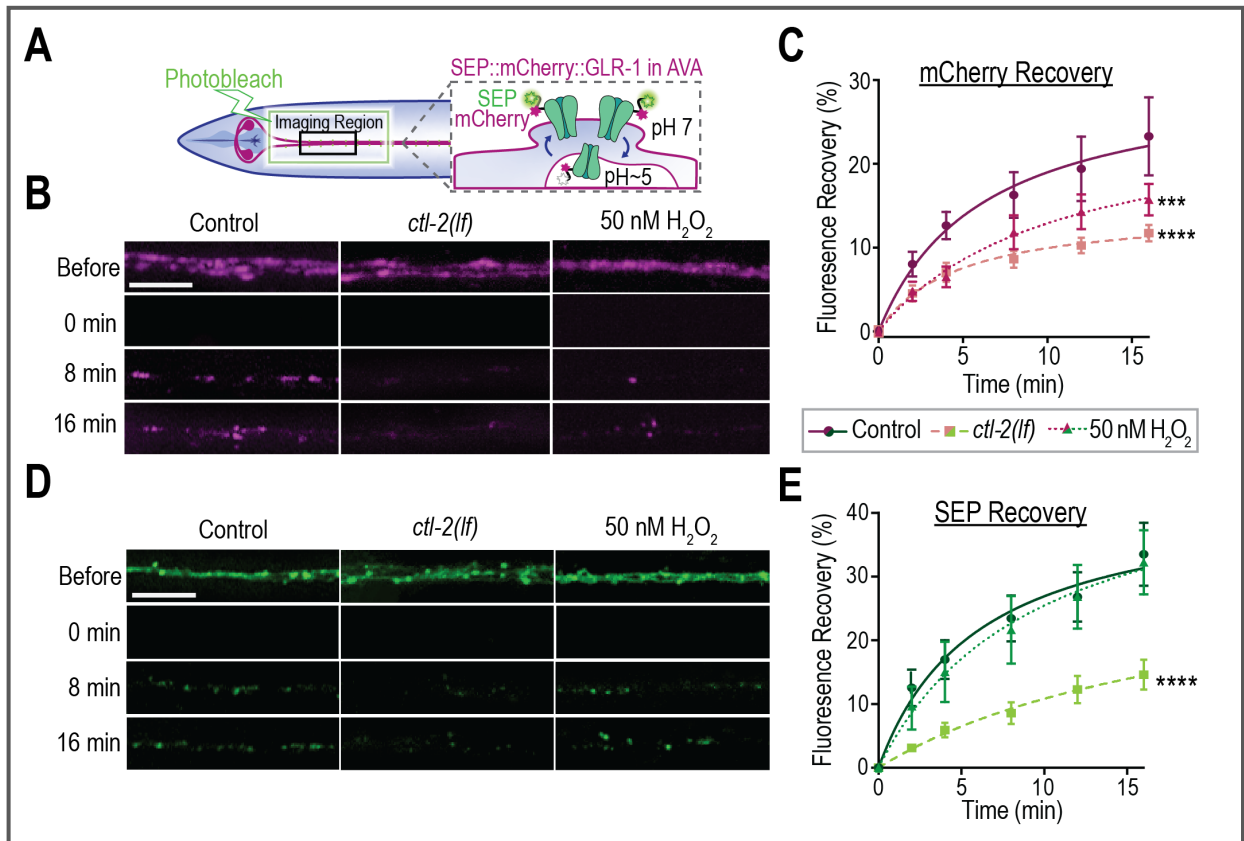 A
Photobleach
Imaging Region
SEP::mCherry::GLR-1 in AVA
SEP
mCherry
pH 7
pH~5
B
Control
ctl-2(lf)
50 nM H₂O₂
Before
0 min
8 min
16 min
C
mCherry Recovery
Fluoresence Recovery (%)
30
20
10
0
0 5 10 15
Time (min)
***
****
Control ctl-2(lf) 50 nM H₂O₂
D
Control
ctl-2(lf)
50 nM H₂O₂
Before
0 min
8 min
16 min
E
SEP Recovery
Fluoresence Recovery (%)
40
30
20
10
0
0 5 10 15
Time (min)
****